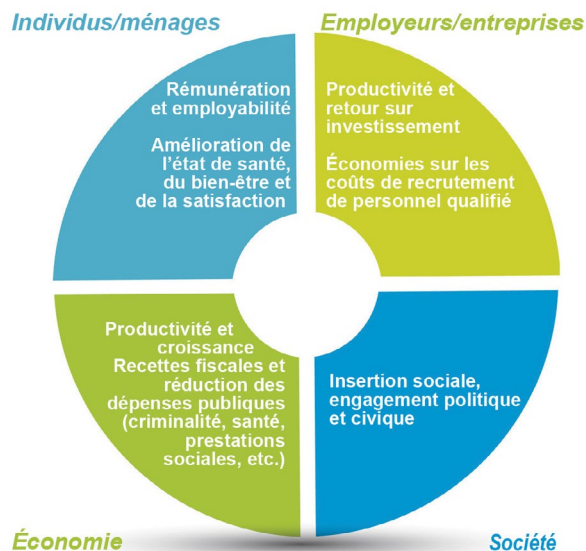 Individus/ménages
Employeurs/entreprises
Rémunération
et employabilité
Amélioration de
l'état de santé,
du bien-être et
de la satisfaction
Productivité et
retour sur
investissement
Économies sur les
coûts de recrutement
de personnel qualifié
Productivité et
croissance
Recettes fiscales et
réduction des
dépenses publiques
(criminalité, santé,
prestations
sociales, etc.)
Insertion sociale,
engagement politique
et civique
Économie
Société